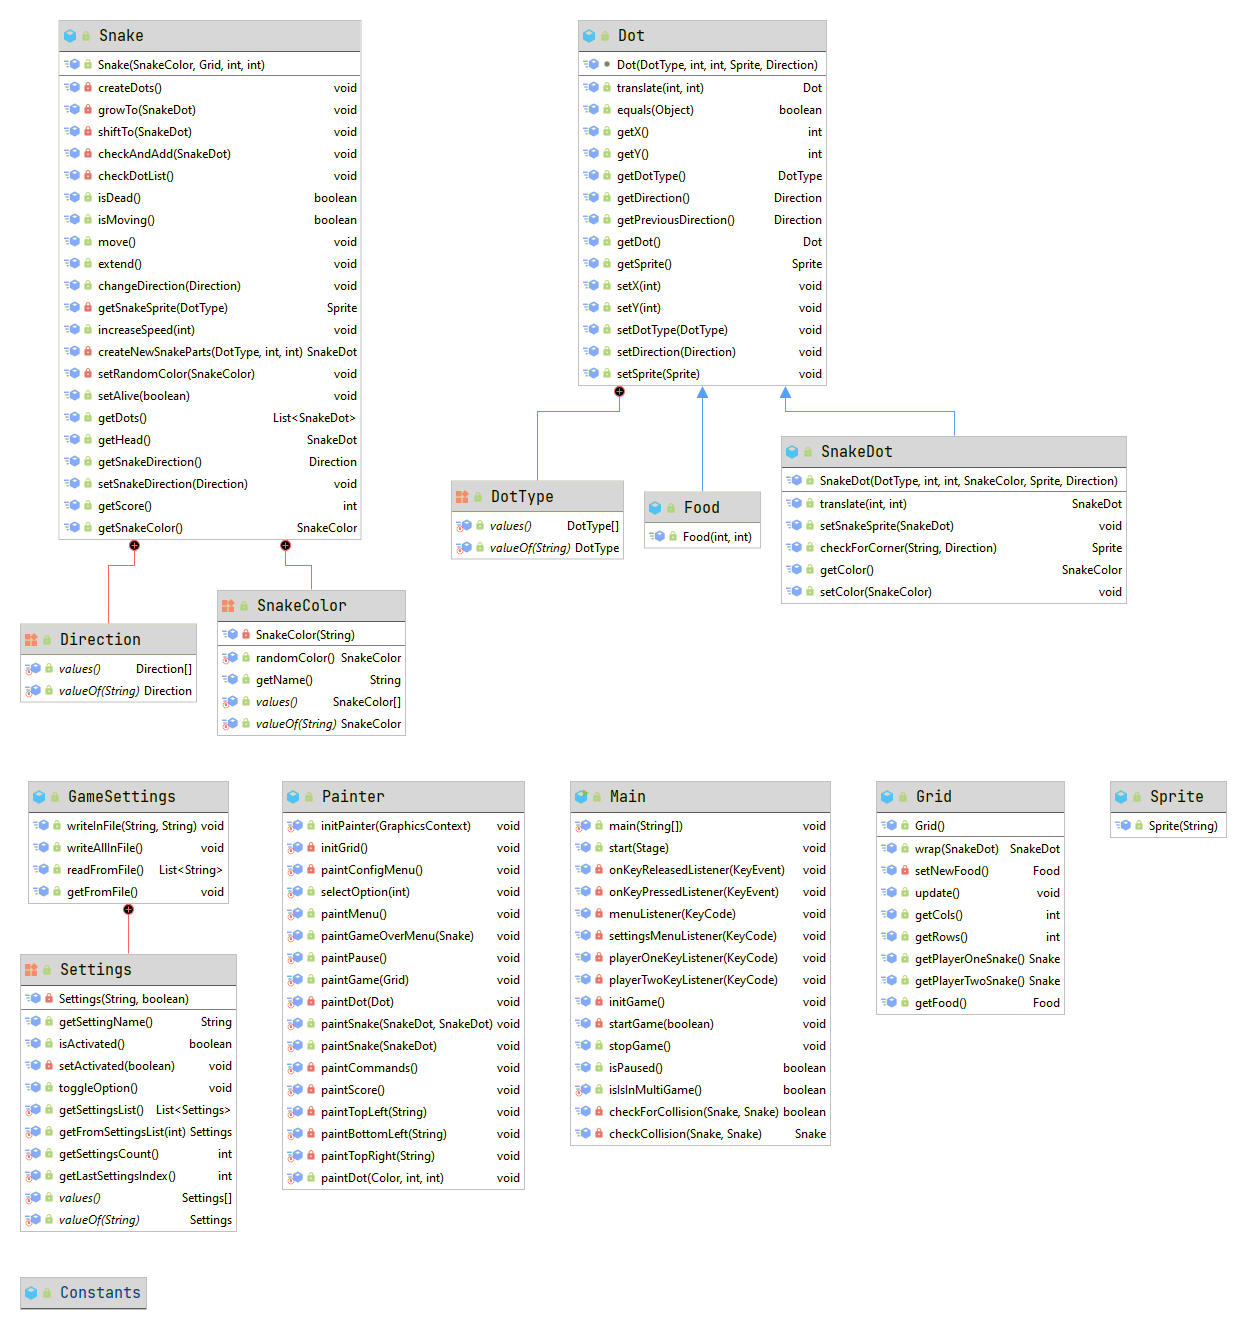 Snake
Snake(SnakeColor, Grid, int, int)
createDots() void
growTo(SnakeDot) void
shiftTo(SnakeDot) void
checkAndAdd(SnakeDot) void
checkDotList() void
isDead() boolean
isMoving() boolean
move() void
extend() void
changeDirection(Direction) void
getSnakeSprite(DotType) Sprite
increaseSpeed(int) void
createNewSnakeParts(DotType, int, int) SnakeDot
setRandomColor(SnakeColor) void
setAlive(boolean) void
getDots() List<SnakeDot>
getHead() SnakeDot
getSnakeDirection() Direction
setSnakeDirection(Direction) void
getScore() int
getSnakeColor() SnakeColor
Dot
Dot(DotType, int, int, Sprite, Direction)
translate(int, int) Dot
equals(Object) boolean
getX() int
getY() int
getDotType() DotType
getDirection() Direction
getPreviousDirection() Direction
getDot() Dot
getSprite() Sprite
setX(int) void
setY(int) void
setDotType(DotType) void
setDirection(Direction) void
setSprite(Sprite) void
DotType
values() DotType[]
valueOf(String) DotType
Food
Food(int, int)
SnakeDot
SnakeDot(DotType, int, int, SnakeColor, Sprite, Direction)
translate(int, int) SnakeDot
setSnakeSprite(SnakeDot) void
checkForCorner(String, Direction) Sprite
getColor() SnakeColor
setColor(SnakeColor) void
Direction
values() Direction[]
valueOf(String) Direction
SnakeColor
SnakeColor(String)
randomColor() SnakeColor
getName() String
values() SnakeColor[]
valueOf(String) SnakeColor
GameSettings
writeInFile(String, String) void
writeAllInFile() void
readFromFile() List<String>
getFromFile() void
Settings
Settings(String, boolean)
getSettingName() String
isActivated() boolean
setActivated(boolean) void
toggleOption() void
getSettingsList() List<Settings>
getFromSettingsList(int) Settings
getSettingsCount() int
getLastSettingsIndex() int
values() Settings[]
valueOf(String) Settings
Painter
initPainter(GraphicsContext) void
initGrid() void
paintConfigMenu() void
selectOption(int) void
paintMenu() void
paintGameOverMenu(Snake) void
paintPause() void
paintGame(Grid) void
paintDot(Dot) void
paintSnake(SnakeDot, SnakeDot) void
paintSnake(SnakeDot) void
paintCommands() void
paintScore() void
paintTopLeft(String) void
paintBottomLeft(String) void
paintTopRight(String) void
paintDot(Color, int, int) void
Main
main(String[]) void
start(Stage) void
onKeyReleasedListener(KeyEvent) void
onKeyPressedListener(KeyEvent) void
menuListener(KeyCode) void
settingsMenuListener(KeyCode) void
playerOneKeyListener(KeyCode) void
playerTwoKeyListener(KeyCode) void
initGame() void
startGame(boolean) void
stopGame() void
isPaused() boolean
isIsInMultiGame() boolean
checkForCollision(Snake, Snake) boolean
checkCollision(Snake, Snake) Snake
Grid
Grid()
wrap(SnakeDot) SnakeDot
setNewFood() Food
update() void
getCols() int
getRows() int
getPlayerOneSnake() Snake
getPlayerTwoSnake() Snake
getFood() Food
Sprite
Sprite(String)
Constants